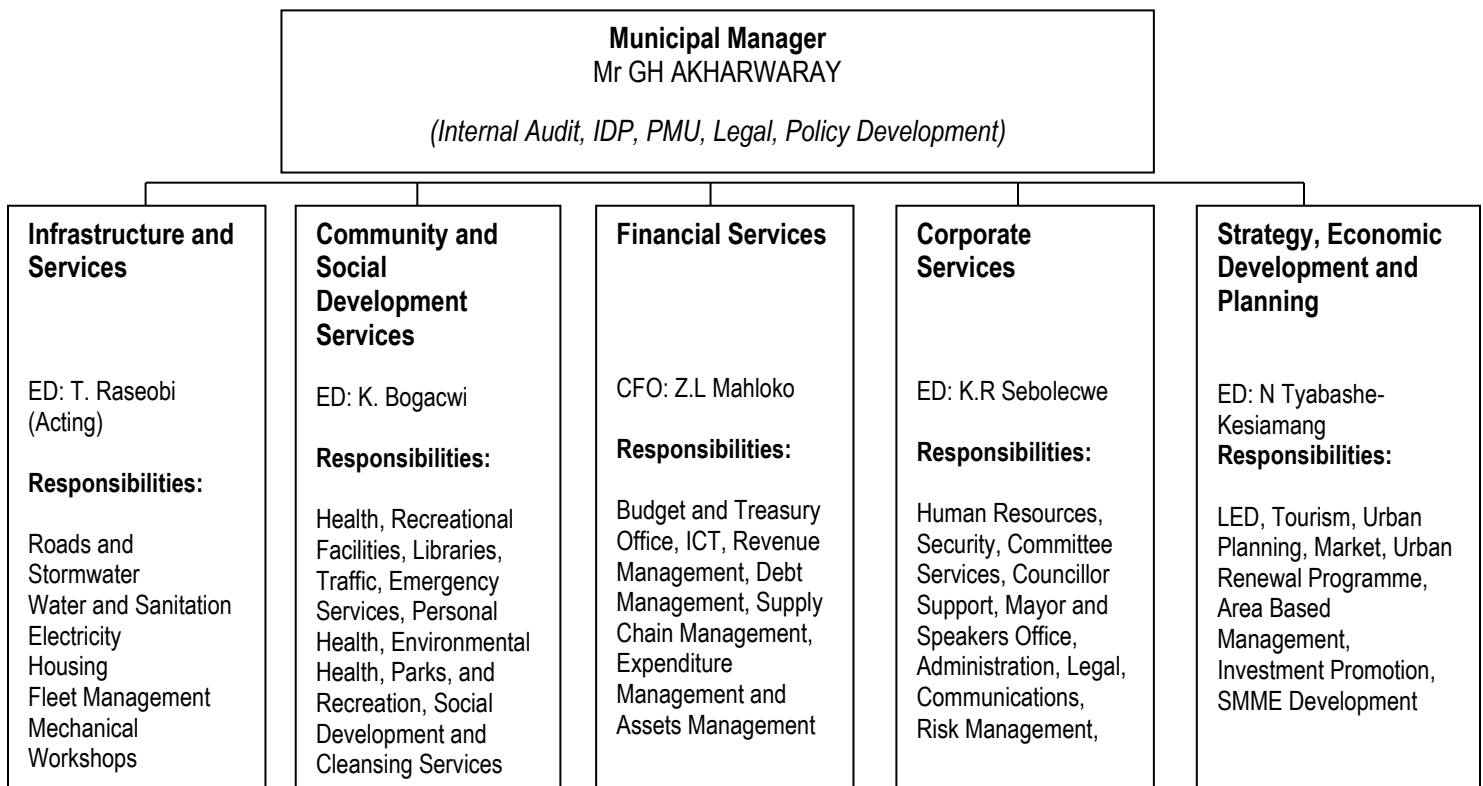 Municipal Manager
Mr GH AKHARWARAY
(Internal Audit, IDP, PMU, Legal, Policy Development)
Infrastructure and
Services
ED: T. Raseobi
(Acting)
Responsibilities:
Roads and
Stormwater
Water and Sanitation
Electricity
Housing
Fleet Management
Mechanical
Workshops
Community and
Social
Development
Services
ED: K. Bogacwi
Responsibilities:
Health, Recreational
Facilities, Libraries,
Traffic, Emergency
Services, Personal
Health, Environmental
Health, Parks, and
Recreation, Social
Development and
Cleansing Services
Financial Services
CFO: Z.L Mahloko
Responsibilities:
Budget and Treasury
Office, ICT, Revenue
Management, Debt
Management, Supply
Chain Management,
Expenditure
Management and
Assets Management
Corporate
Services
ED: K.R Sebolecwe
Responsibilities:
Human Resources,
Security, Committee
Services, Councillor
Support, Mayor and
Speakers Office,
Administration, Legal,
Communications,
Risk Management,
Strategy, Economic
Development and
Planning
ED: N Tyabashe-
Kesiamang
Responsibilities:
LED, Tourism, Urban
Planning, Market, Urban
Renewal Programme,
Area Based
Management,
Investment Promotion,
SMME Development